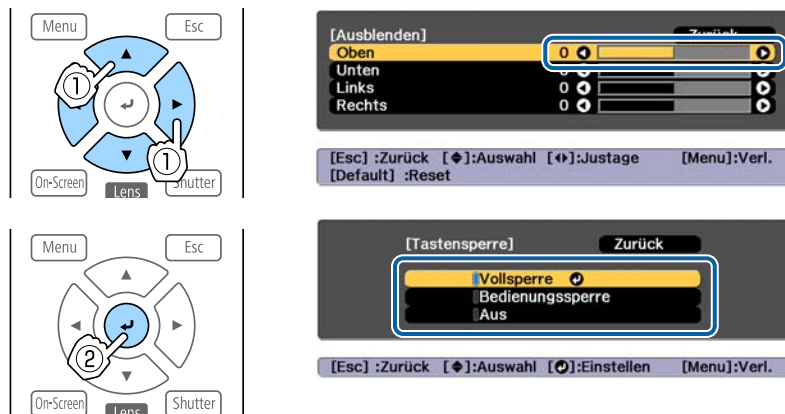 Menu
Esc
①
①
On-Screen
Lens
Shutter
[Ausblenden]
Zurück
Oben 0
Unten 0
Links 0
Rechts 0
[Esc] :Zurück [◆]:Auswahl [◀▶]:Justage [Menu]:Verl.
[Default] :Reset
Menu
Esc
②
On-Screen
Lens
Shutter
[Tastensperre] Zurück
Vollsperre
Bedienungssperre
Aus
[Esc] :Zurück [◆]:Auswahl [⏎]:Einstellen [Menu]:Verl.